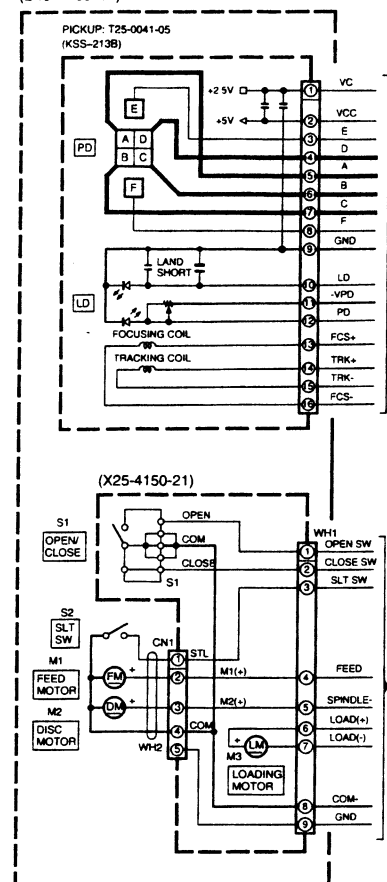 PICKUP: T25-0041-05
(KSS-213B)
+2 5V
1
VC
+5V
2
VCC
E
3
E
A D
4
D
PD
5
A
B C
6
B
7
C
F
8
F
9
GND
LAND SHORT
10
LD
LD
11
-VPD
12
PD
FOCUSING COIL
13
FCS+
TRACKING COIL
14
TRK+
15
TRK-
16
FCS-
(X25-4150-21)
S1
OPEN/
CLOSE
OPEN
COM
CLOSE
S1
WH1
1
OPEN SW
2
CLOSE SW
3
SLT SW
S2
SLT
SW
CN1
1
STL
M1
FEED
MOTOR
FM
+
2
M1(+)
4
FEED
M2
DISC
MOTOR
DM
+
3
M2(+)
5
SPINDLE-
4
COM
6
LOAD(+)
WH2
5
+
LM
7
LOAD(-)
M3
LOADING
MOTOR
8
COM-
9
GND